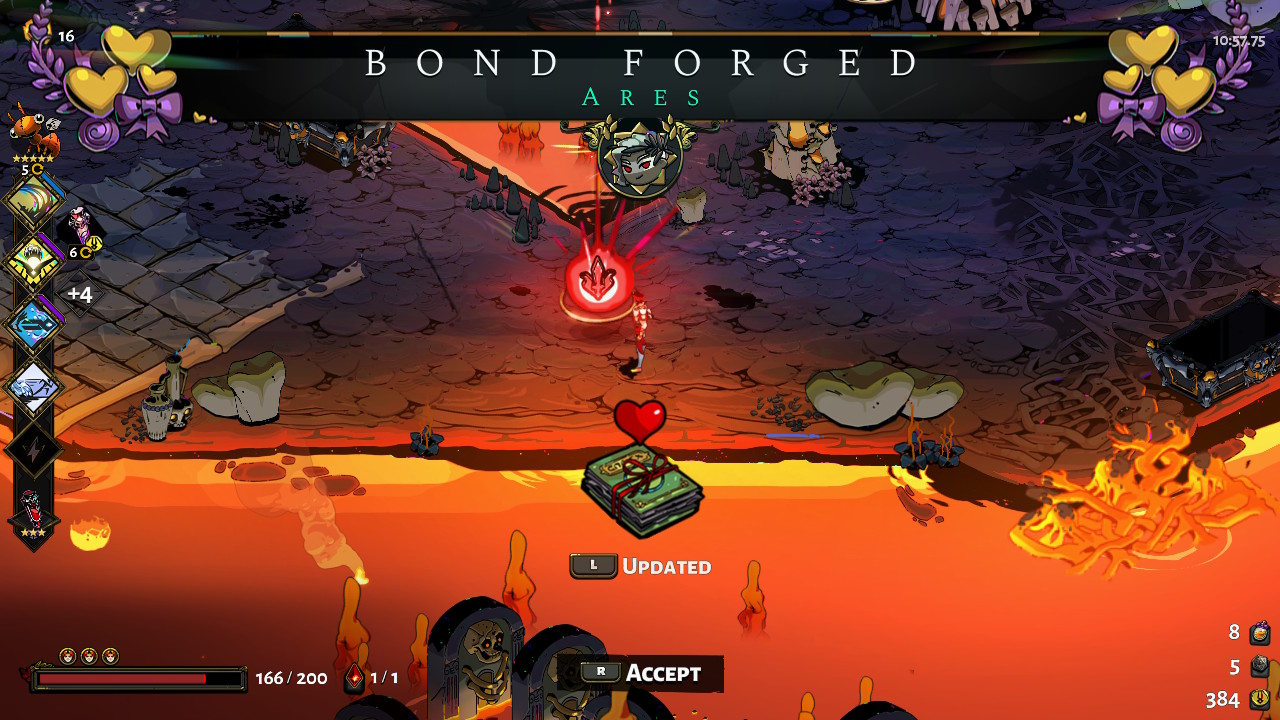 16
BOND FORGED
10:57.75
ARES
5
6
+4
L UPDATED
8
R ACCEPT
5
166/200
1/1
384